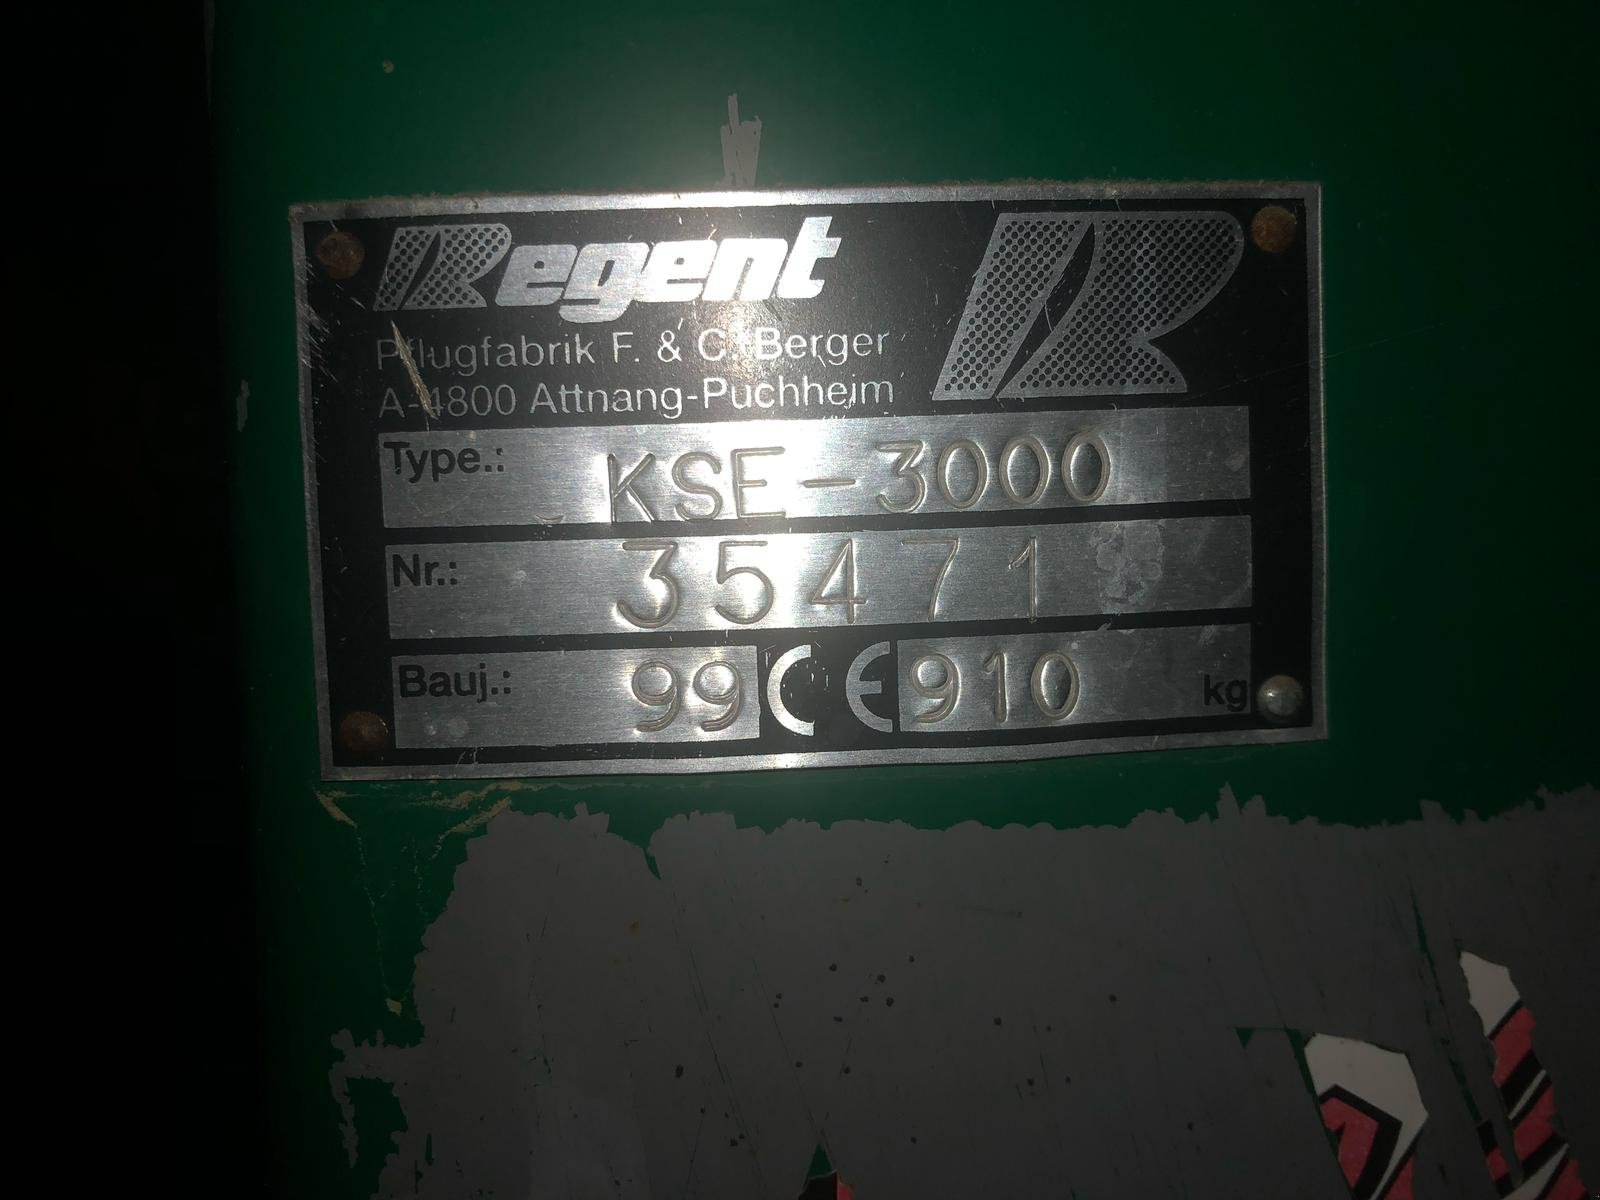 Regent
Pflugfabrik F. & C. Berger
A-4800 Attnang-Puchheim
Type.: KSE-3000
Nr.: 35471
Bauj.: 99 CE 910 kg